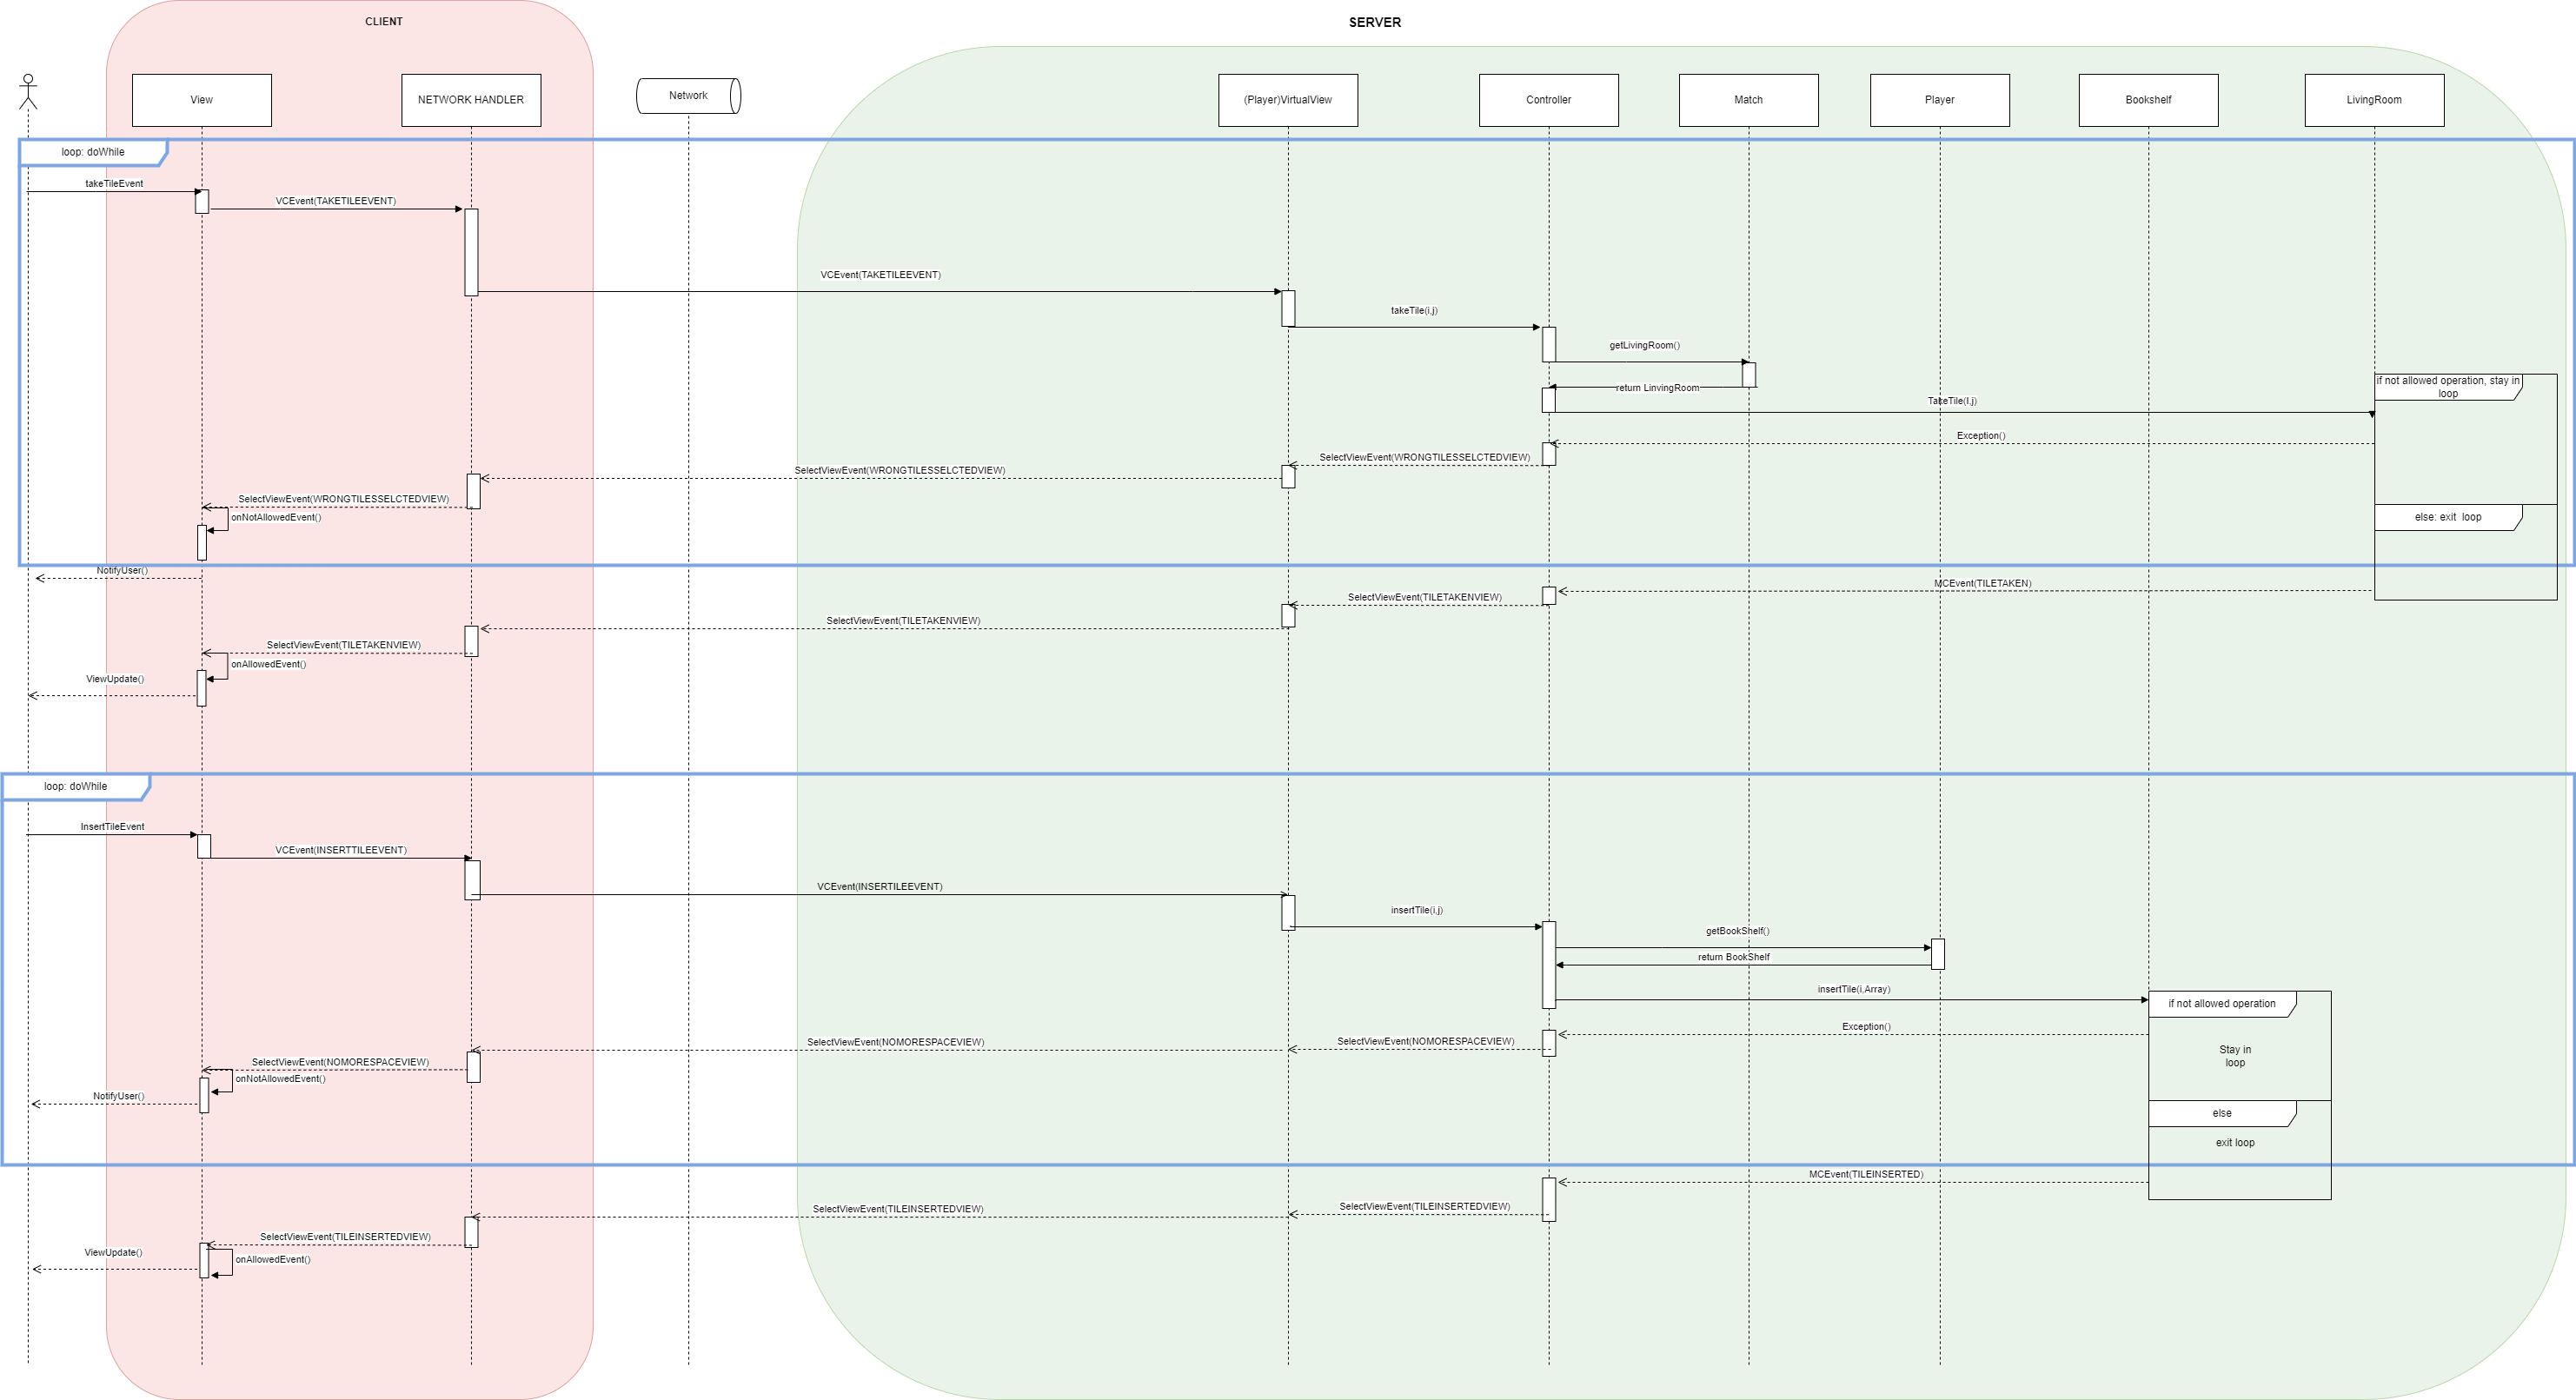 CLIENT
SERVER
View
NETWORK HANDLER
Network
(Player)VirtualView
Controller
Match
Player
Bookshelf
LivingRoom
loop: doWhile
takeTileEvent
VCEvent(TAKETILEEVENT)
VCEvent(TAKETILEEVENT)
takeTile(i,j)
getLivingRoom()
return LinvingRoom
if not allowed operation, stay in
loop
TakeTile(I,j)
Exception()
SelectViewEvent(WRONGTILESSELCTEDVIEW)
SelectViewEvent(WRONGTILESSELCTEDVIEW)
SelectViewEvent(WRONGTILESSELCTEDVIEW)
onNotAllowedEvent()
else: exit loop
NotifyUser()
MCEvent(TILETAKEN)
SelectViewEvent(TILETAKENVIEW)
SelectViewEvent(TILETAKENVIEW)
SelectViewEvent(TILETAKENVIEW)
onAllowedEvent()
ViewUpdate()
loop: doWhile
InsertTileEvent
VCEvent(INSERTTILEEVENT)
VCEvent(INSERTILEEVENT)
insertTile(i,j)
getBookShelf()
return BookShelf
insertTile(i,Array)
if not allowed operation
Exception()
SelectViewEvent(NOMORESPACEVIEW)
SelectViewEvent(NOMORESPACEVIEW)
Stay in
loop
SelectViewEvent(NOMORESPACEVIEW)
onNotAllowedEvent()
NotifyUser()
else
exit loop
MCEvent(TILEINSERTED)
SelectViewEvent(TILEINSERTEDVIEW)
SelectViewEvent(TILEINSERTEDVIEW)
SelectViewEvent(TILEINSERTEDVIEW)
ViewUpdate()
onAllowedEvent()